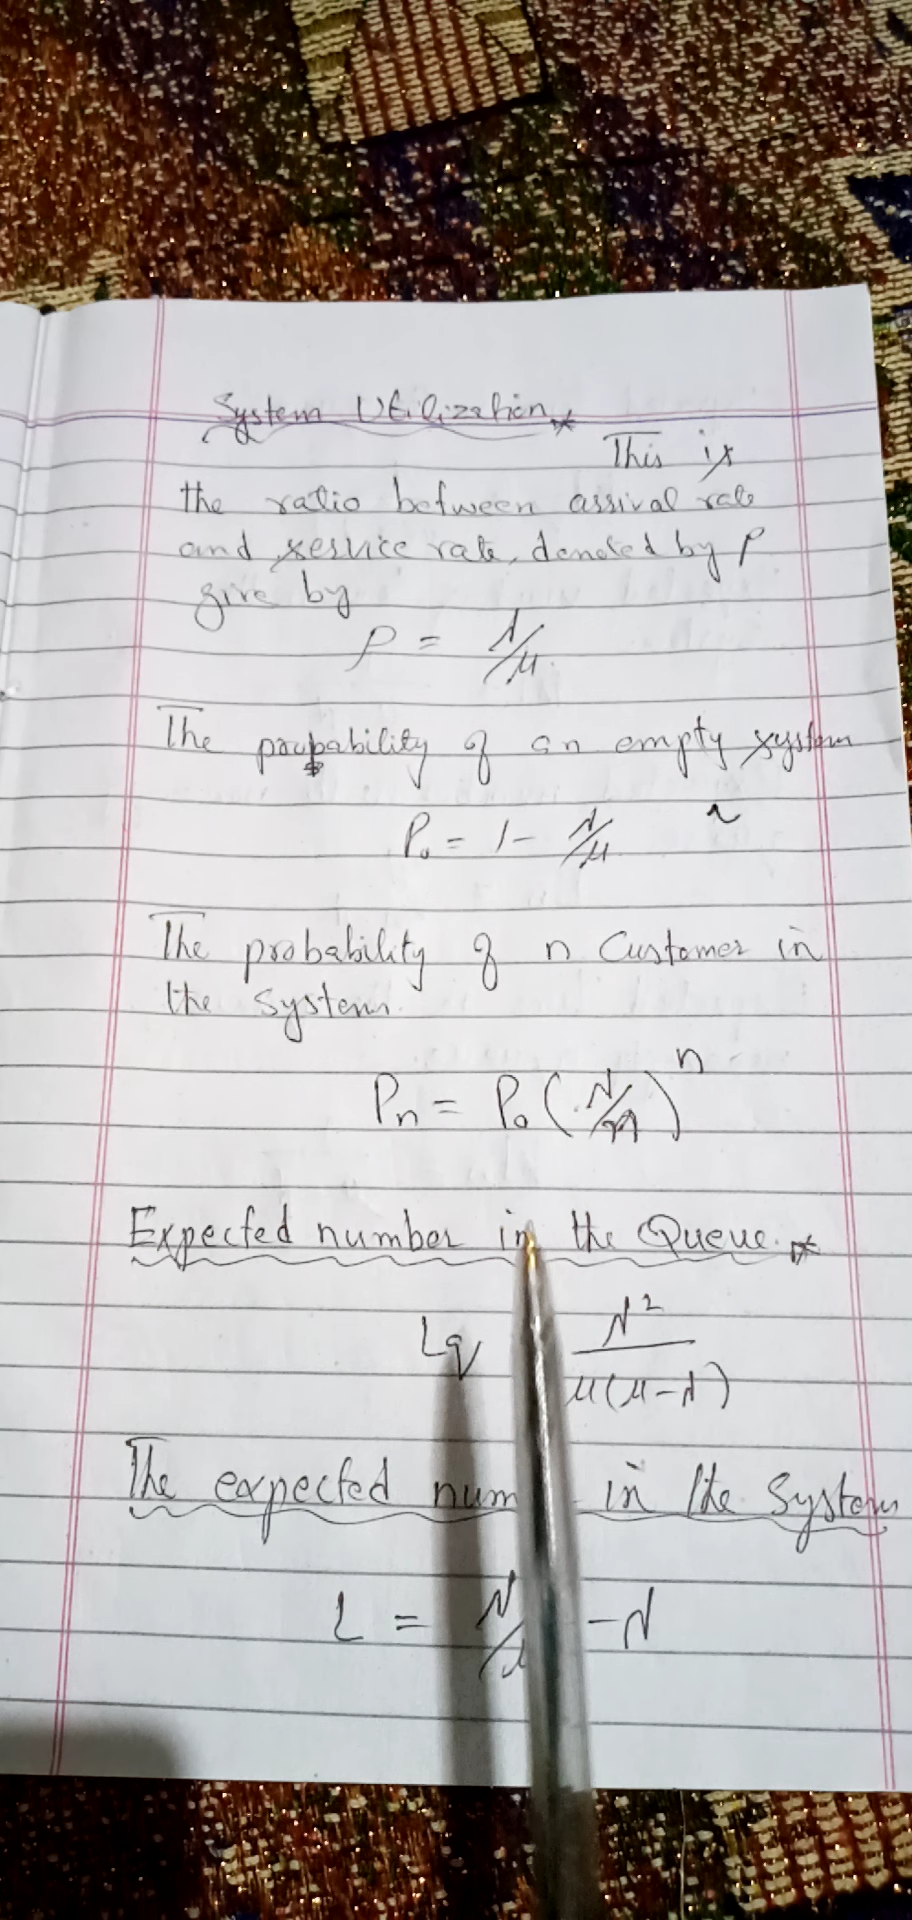 System Utilization
This is
the ratio between arrival rate
and service rate, denoted by ρ
give by
ρ = λ/μ
The probability of an empty system
P₀ = 1 - λ/μ
The probability of n Customer in
the system.
Pn = P₀ (λ/μ)ⁿ
Expected number in the Queue.
Lq λ² / μ(μ-λ)
The expected num in the System
L = λ/μ -λ